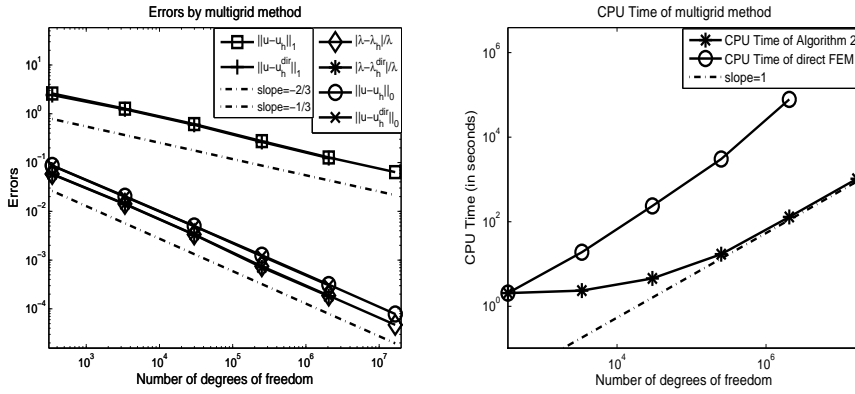 Errors by multigrid method
||u−u_h||_1
||u−u_h^dir||_1
slope=−2/3
slope=−1/3
|λ−λ_h|/λ
|λ−λ_h^dir|/λ
||u−u_h||_0
||u−u_h^dir||_0
Errors
10^0
10^−1
10^−2
10^−3
10^−4
10^3
10^4
10^5
10^6
10^7
Number of degrees of freedom
CPU Time of multigrid method
CPU Time of Algorithm 2
CPU Time of direct FEM
slope=1
CPU Time (in seconds)
10^6
10^4
10^2
10^0
10^4
10^6
Number of degrees of freedom